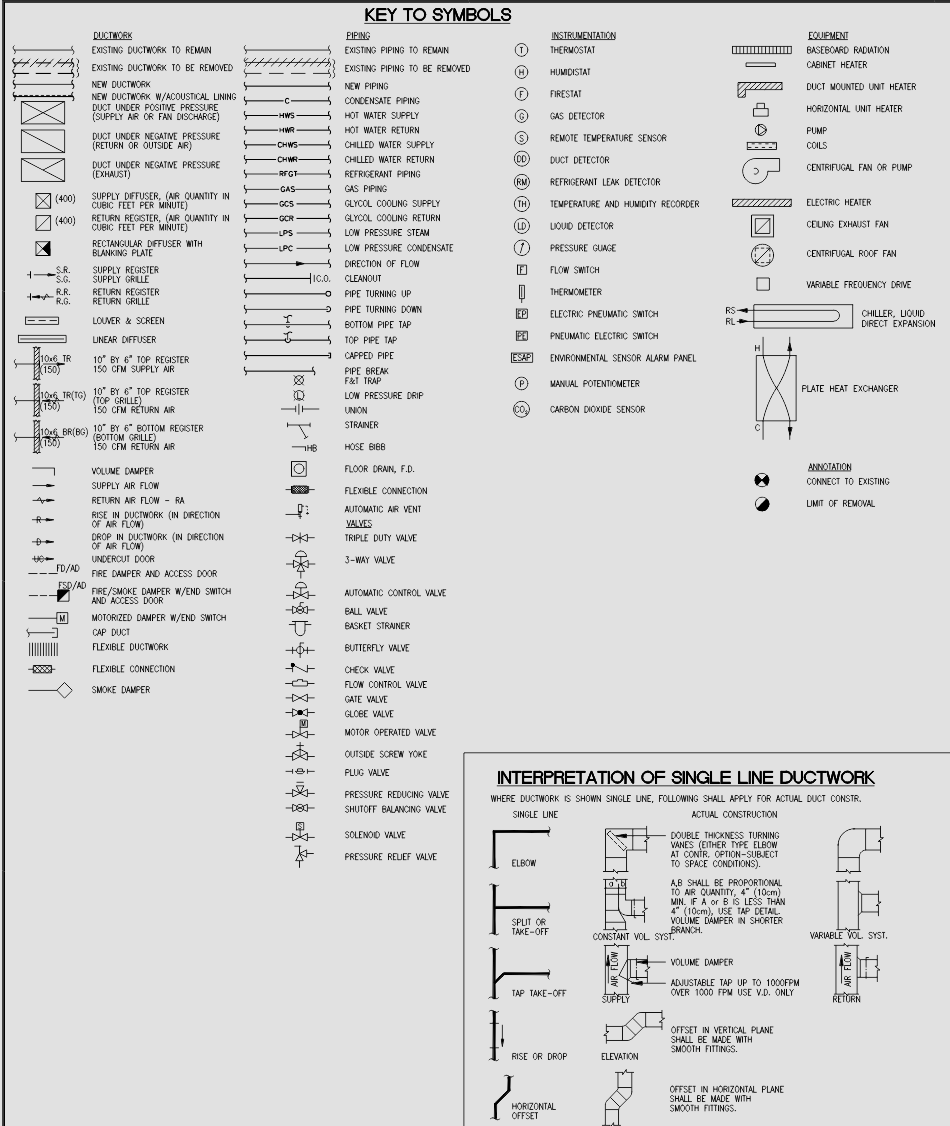 KEY TO SYMBOLS
DUCTWORK
EXISTING DUCTWORK TO REMAIN
EXISTING DUCTWORK TO BE REMOVED
NEW DUCTWORK
NEW DUCTWORK W/ACOUSTICAL LINING
DUCT UNDER POSITIVE PRESSURE
(SUPPLY AIR OR FAN DISCHARGE)
DUCT UNDER NEGATIVE PRESSURE
(RETURN OR OUTSIDE AIR)
DUCT UNDER NEGATIVE PRESSURE
(EXHAUST)
(400) SUPPLY DIFFUSER, (AIR QUANTITY IN
CUBIC FEET PER MINUTE)
(400) RETURN REGISTER, (AIR QUANTITY IN
CUBIC FEET PER MINUTE)
RECTANGULAR DIFFUSER WITH
BLANKING PLATE
S.R. SUPPLY REGISTER
S.G. SUPPLY GRILLE
R.R. RETURN REGISTER
R.G. RETURN GRILLE
LOUVER & SCREEN
LINEAR DIFFUSER
10x6 TR 10" BY 6" TOP REGISTER
(150) 150 CFM SUPPLY AIR
10x6 TR(TG) 10" BY 6" TOP REGISTER
(TOP GRILLE)
(150) 150 CFM RETURN AIR
10x6 BR(BG) 10" BY 6" BOTTOM REGISTER
(BOTTOM GRILLE)
(150) 150 CFM RETURN AIR
VOLUME DAMPER
SUPPLY AIR FLOW
RETURN AIR FLOW - RA
R RISE IN DUCTWORK (IN DIRECTION
OF AIR FLOW)
D DROP IN DUCTWORK (IN DIRECTION
OF AIR FLOW)
UC UNDERCUT DOOR
FD/AD FIRE DAMPER AND ACCESS DOOR
FSD/AD FIRE/SMOKE DAMPER W/END SWITCH
AND ACCESS DOOR
M MOTORIZED DAMPER W/END SWITCH
CAP DUCT
FLEXIBLE DUCTWORK
FLEXIBLE CONNECTION
SMOKE DAMPER
PIPING
EXISTING PIPING TO REMAIN
EXISTING PIPING TO BE REMOVED
NEW PIPING
C CONDENSATE PIPING
HWS HOT WATER SUPPLY
HWR HOT WATER RETURN
CHWS CHILLED WATER SUPPLY
CHWR CHILLED WATER RETURN
RFGT REFRIGERANT PIPING
GAS GAS PIPING
GCS GLYCOL COOLING SUPPLY
GCR GLYCOL COOLING RETURN
LPS LOW PRESSURE STEAM
LPC LOW PRESSURE CONDENSATE
DIRECTION OF FLOW
C.O. CLEANOUT
PIPE TURNING UP
PIPE TURNING DOWN
BOTTOM PIPE TAP
TOP PIPE TAP
CAPPED PIPE
PIPE BREAK
F&T TRAP
LOW PRESSURE DRIP
UNION
STRAINER
HB HOSE BIBB
FLOOR DRAIN, F.D.
FLEXIBLE CONNECTION
AUTOMATIC AIR VENT
VALVES
TRIPLE DUTY VALVE
3-WAY VALVE
AUTOMATIC CONTROL VALVE
BALL VALVE
BASKET STRAINER
BUTTERFLY VALVE
CHECK VALVE
FLOW CONTROL VALVE
GATE VALVE
GLOBE VALVE
M MOTOR OPERATED VALVE
OUTSIDE SCREW YOKE
PLUG VALVE
PRESSURE REDUCING VALVE
SHUTOFF BALANCING VALVE
S SOLENOID VALVE
PRESSURE RELIEF VALVE
INSTRUMENTATION
T THERMOSTAT
H HUMIDISTAT
F FIRESTAT
G GAS DETECTOR
S REMOTE TEMPERATURE SENSOR
DD DUCT DETECTOR
RM REFRIGERANT LEAK DETECTOR
TH TEMPERATURE AND HUMIDITY RECORDER
LD LIQUID DETECTOR
PRESSURE GUAGE
F FLOW SWITCH
THERMOMETER
EP ELECTRIC PNEUMATIC SWITCH
PE PNEUMATIC ELECTRIC SWITCH
ESAP ENVIRONMENTAL SENSOR ALARM PANEL
P MANUAL POTENTIOMETER
CO2 CARBON DIOXIDE SENSOR
EQUIPMENT
BASEBOARD RADIATION
CABINET HEATER
DUCT MOUNTED UNIT HEATER
HORIZONTAL UNIT HEATER
PUMP
COILS
CENTRIFUGAL FAN OR PUMP
ELECTRIC HEATER
CEILING EXHAUST FAN
CENTRIFUGAL ROOF FAN
VARIABLE FREQUENCY DRIVE
RS
RL
CHILLER, LIQUID
DIRECT EXPANSION
H
PLATE HEAT EXCHANGER
C
ANNOTATION
CONNECT TO EXISTING
LIMIT OF REMOVAL
INTERPRETATION OF SINGLE LINE DUCTWORK
WHERE DUCTWORK IS SHOWN SINGLE LINE, FOLLOWING SHALL APPLY FOR ACTUAL DUCT CONSTR.
SINGLE LINE
ACTUAL CONSTRUCTION
ELBOW
DOUBLE THICKNESS TURNING
VANES (EITHER TYPE ELBOW
AT CONTR. OPTION-SUBJECT
TO SPACE CONDITIONS).
SPLIT OR
TAKE-OFF
a b
A,B SHALL BE PROPORTIONAL
TO AIR QUANTITY, 4" (10cm)
MIN. IF A or B IS LESS THAN
4" (10cm), USE TAP DETAIL.
VOLUME DAMPER IN SHORTER
BRANCH.
CONSTANT VOL. SYST.
VARIABLE VOL. SYST.
TAP TAKE-OFF
AIR FLOW
SUPPLY
VOLUME DAMPER
ADJUSTABLE TAP UP TO 1000FPM
OVER 1000 FPM USE V.D. ONLY
AIR FLOW
RETURN
RISE OR DROP
ELEVATION
OFFSET IN VERTICAL PLANE
SHALL BE MADE WITH
SMOOTH FITTINGS.
HORIZONTAL
OFFSET
OFFSET IN HORIZONTAL PLANE
SHALL BE MADE WITH
SMOOTH FITTINGS.